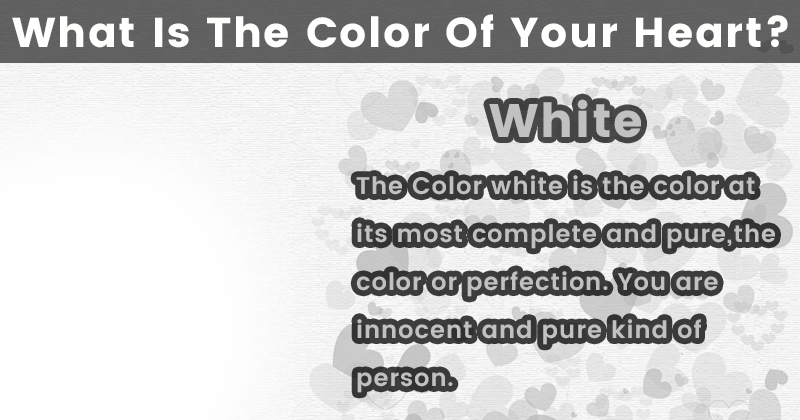 What Is The Color Of Your Heart?
White
The Color white is the color at
its most complete and pure,the
color or perfection. You are
innocent and pure kind of
person.